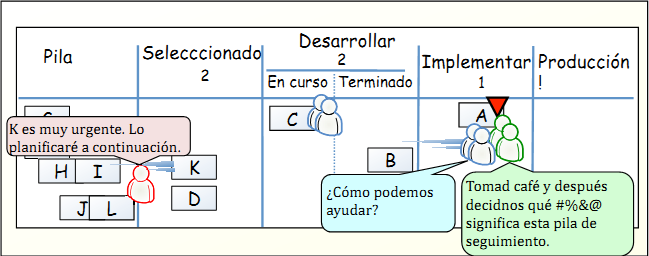 Pila
Selecccionado
2
Desarrollar
2
En curso
Terminado
Implementar
1
Producción
!
K es muy urgente. Lo
planificaré a continuación.
H
I
J
L
K
D
C
B
A
¿Cómo podemos
ayudar?
Tomad café y después
decidnos qué #%&@
significa esta pila de
seguimiento.